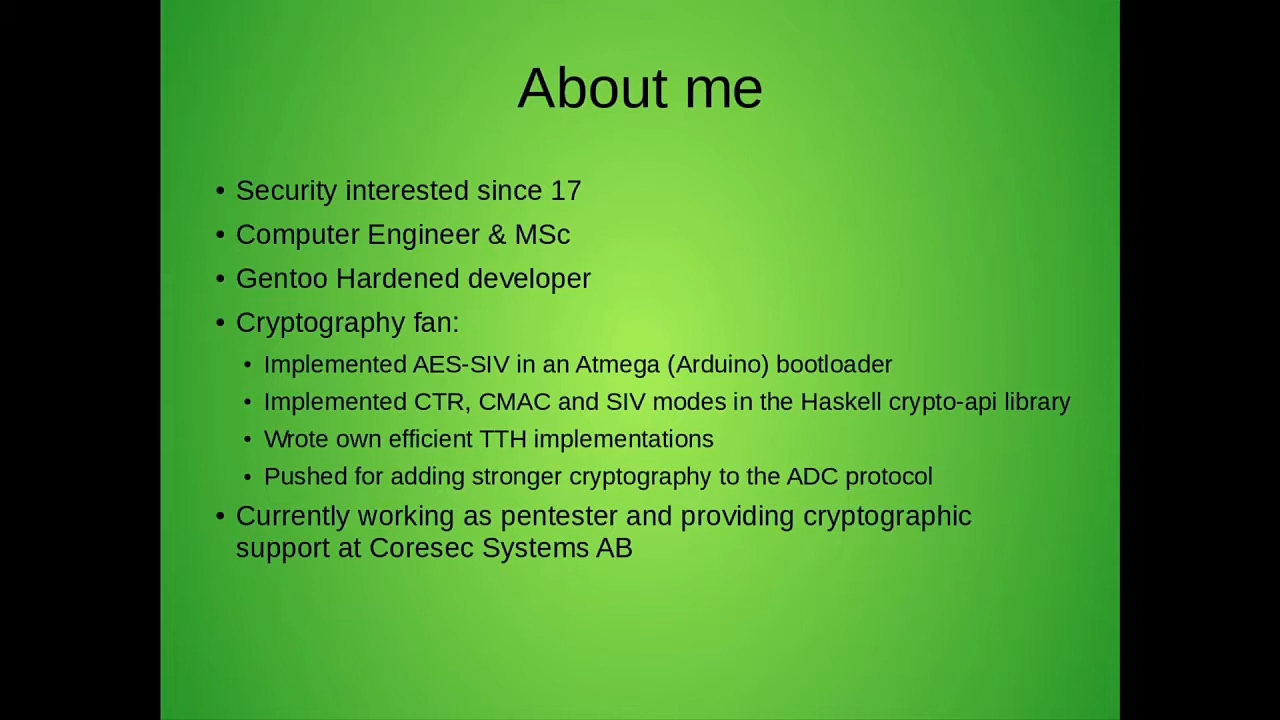 About me
• Security interested since 17
• Computer Engineer & MSc
• Gentoo Hardened developer
• Cryptography fan:
• Implemented AES-SIV in an Atmega (Arduino) bootloader
• Implemented CTR, CMAC and SIV modes in the Haskell crypto-api library
• Wrote own efficient TTH implementations
• Pushed for adding stronger cryptography to the ADC protocol
• Currently working as pentester and providing cryptographic
support at Coresec Systems AB